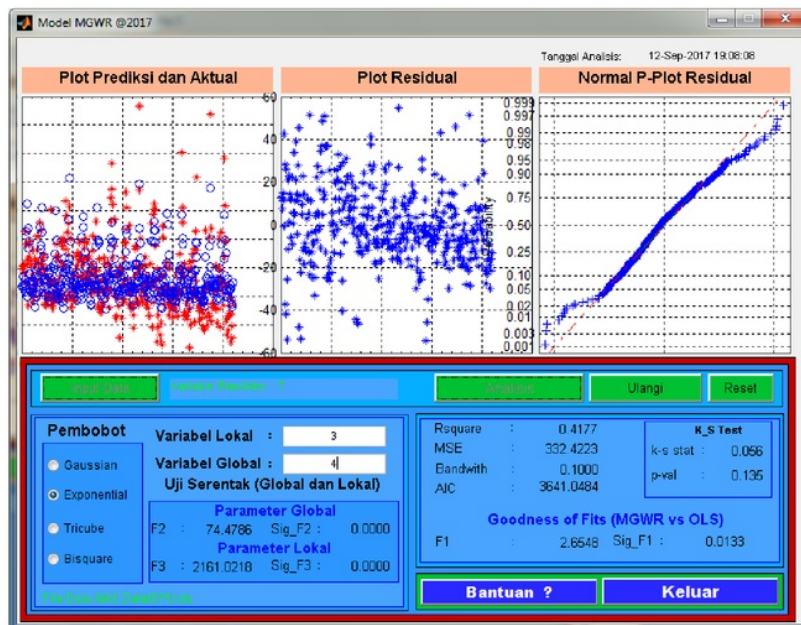 Model MGWR @2017
Tanggal Analisis: 12-Sep-2017 19:08:08
Plot Prediksi dan Aktual
Plot Residual
Normal P-Plot Residual
60
40
20
0
-20
-40
-60
0.999
0.997
0.99
0.98
0.95
0.90
0.75
0.50
0.25
0.10
0.05
0.02
0.01
0.003
0.001
Input Data
Analisis
Ulangi
Reset
Pembobot
Gaussian
Exponential
Tricube
Bisquare
Variabel Lokal : 3
Variabel Global : 4
Uji Serentak (Global dan Lokal)
Parameter Global
F2 : 74.4786 Sig_F2 : 0.0000
Parameter Lokal
F3 : 2161.0218 Sig_F3 : 0.0000
Rsquare : 0.4177
MSE : 332.4223
Bandwith : 0.1000
AIC : 3641.0484
K_S Test
k-s stat : 0.056
p-val : 0.135
Goodness of Fits (MGWR vs OLS)
F1 : 2.6548 Sig_F1 : 0.0133
Bantuan ?
Keluar